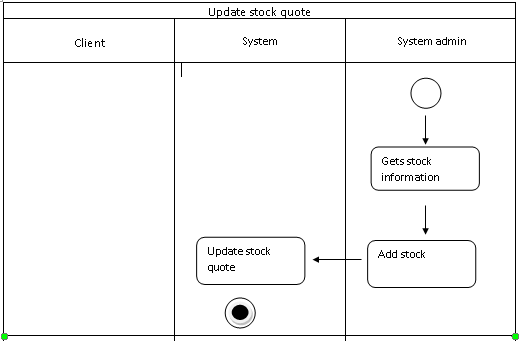 Update stock quote
Client
System
System admin
Gets stock
information
Update stock
quote
Add stock